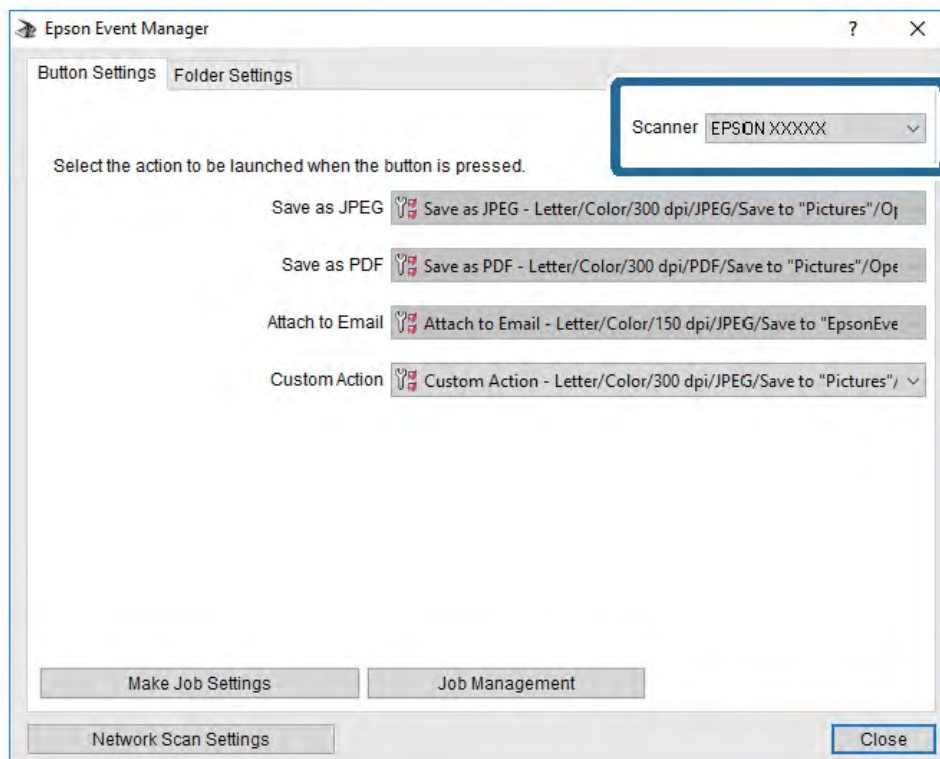 Epson Event Manager
? ×
Button Settings Folder Settings
Scanner EPSON XXXXX
Select the action to be launched when the button is pressed.
Save as JPEG Save as JPEG - Letter/Color/300 dpi/JPEG/Save to "Pictures"/Op
Save as PDF Save as PDF - Letter/Color/300 dpi/PDF/Save to "Pictures"/Ope
Attach to Email Attach to Email - Letter/Color/150 dpi/JPEG/Save to "EpsonEve
Custom Action Custom Action - Letter/Color/300 dpi/JPEG/Save to "Pictures"/
Make Job Settings Job Management
Network Scan Settings Close